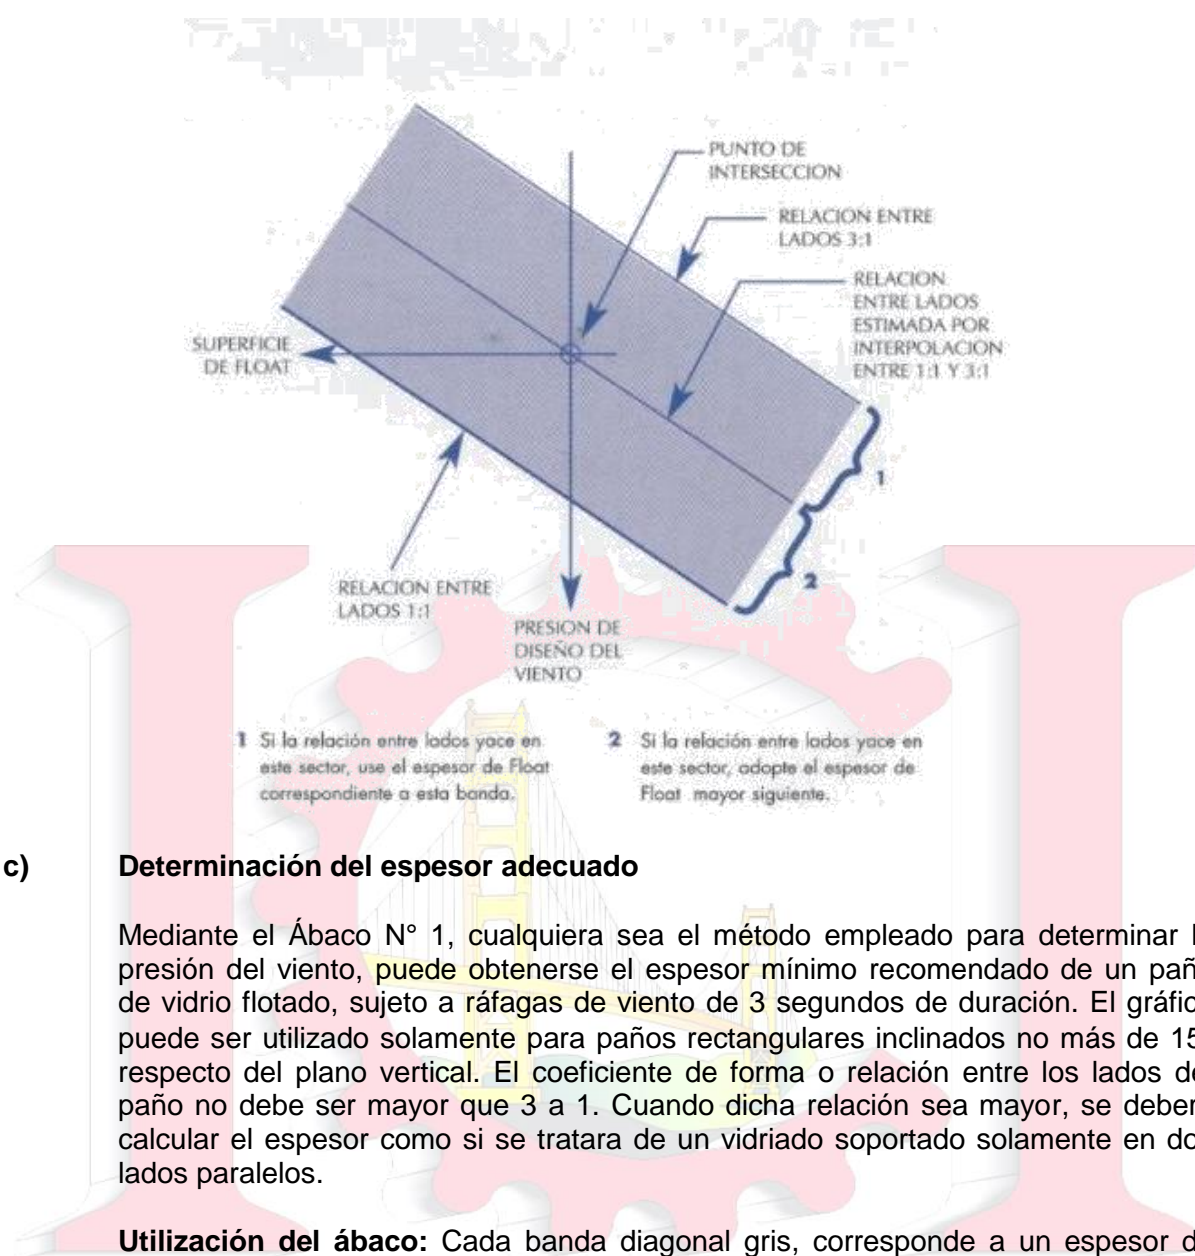 PUNTO DE
INTERSECCION
RELACION ENTRE
LADOS 3:1
RELACION
ENTRE LADOS
ESTIMADA POR
INTERPOLACION
ENTRE 1:1 Y 3:1
SUPERFICIE
DE FLOAT
1
2
RELACION ENTRE
LADOS 1:1
PRESION DE
DISEÑO DEL
VIENTO
1 Si la relación entre lados yace en
este sector, use el espesor de Float
correspondiente a esta banda.
2 Si la relación entre lados yace en
este sector, adopte el espesor de
Float mayor siguiente.
c) Determinación del espesor adecuado
Mediante el Ábaco N° 1, cualquiera sea el método empleado para determinar l
presión del viento, puede obtenerse el espesor mínimo recomendado de un pañ
de vidrio flotado, sujeto a ráfagas de viento de 3 segundos de duración. El gráfic
puede ser utilizado solamente para paños rectangulares inclinados no más de 15
respecto del plano vertical. El coeficiente de forma o relación entre los lados de
paño no debe ser mayor que 3 a 1. Cuando dicha relación sea mayor, se deber
calcular el espesor como si se tratara de un vidriado soportado solamente en do
lados paralelos.
Utilización del ábaco: Cada banda diagonal gris, corresponde a un espesor d